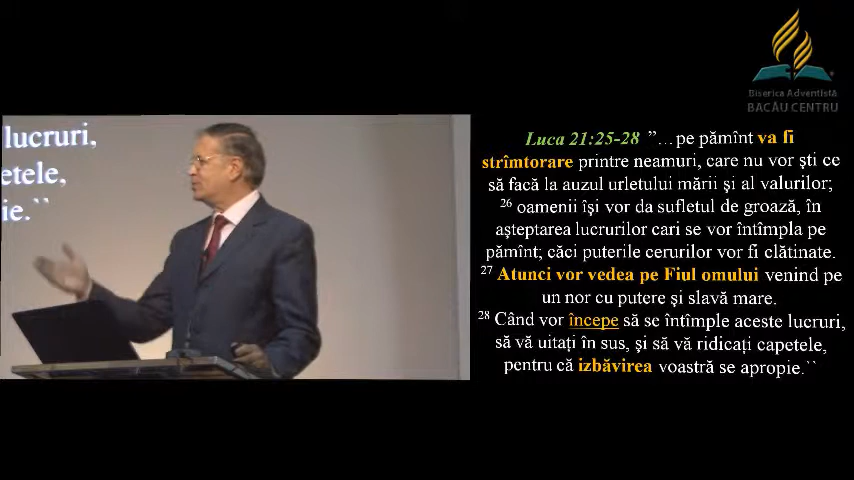 Biserica Adventistă
BACĂU CENTRU
lucruri,
etele,
ie.``
Luca 21:25-28 ”…pe pămînt va fi
strîmtorare printre neamuri, care nu vor şti ce
să facă la auzul urletului mării şi al valurilor;
26 oamenii îşi vor da sufletul de groază, în
aşteptarea lucrurilor cari se vor întîmpla pe
pămînt; căci puterile cerurilor vor fi clătinate.
27 Atunci vor vedea pe Fiul omului venind pe
un nor cu putere şi slavă mare.
28 Când vor începe să se întîmple aceste lucruri,
să vă uitaţi în sus, şi să vă ridicaţi capetele,
pentru că izbăvirea voastră se apropie.``